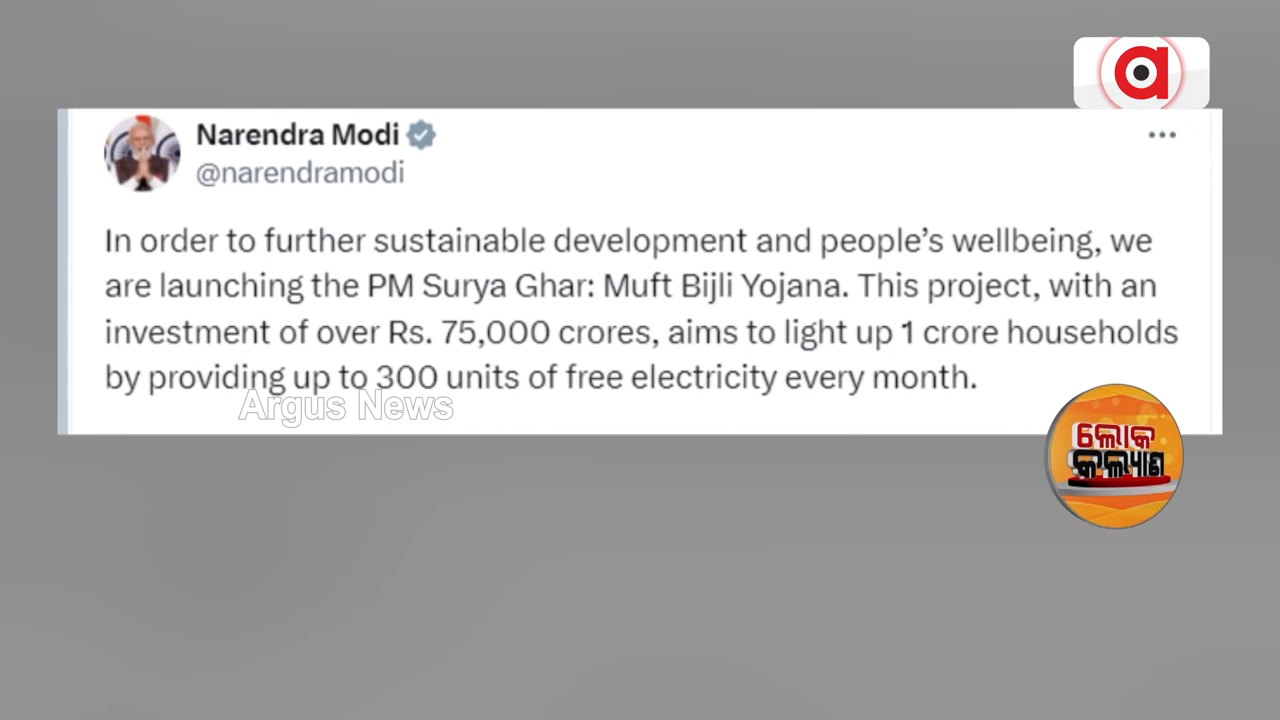 Narendra Modi
@narendramodi
In order to further sustainable development and people's wellbeing, we
are launching the PM Surya Ghar: Muft Bijli Yojana. This project, with an
investment of over Rs. 75,000 crores, aims to light up 1 crore households
by providing up to 300 units of free electricity every month.
Argus News
ଲୋକ
କଲ୍ୟାଣ